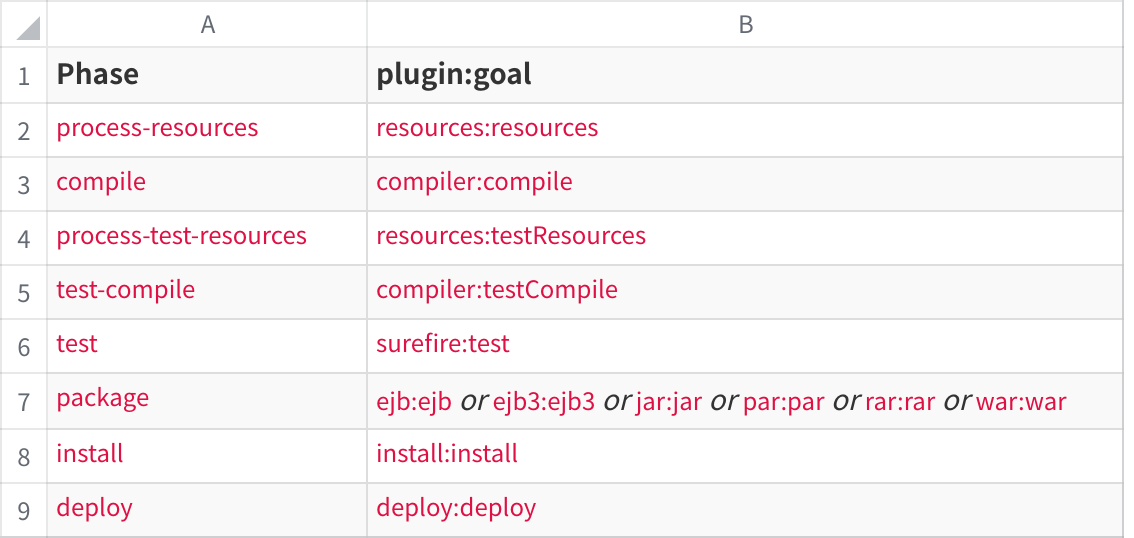 A B
1 Phase plugin:goal
2 process-resources resources:resources
3 compile compiler:compile
4 process-test-resources resources:testResources
5 test-compile compiler:testCompile
6 test surefire:test
7 package ejb:ejb or ejb3:ejb3 or jar:jar or par:par or rar:rar or war:war
8 install install:install
9 deploy deploy:deploy